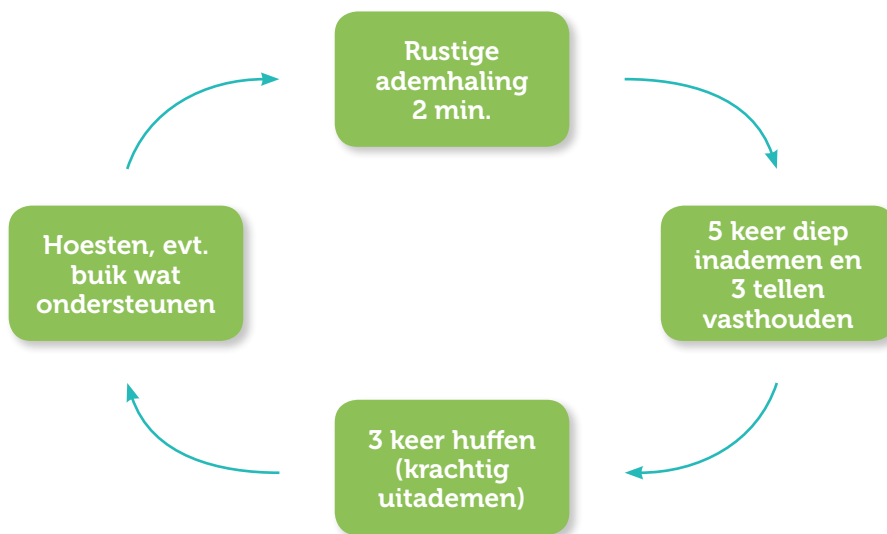 Rustige
ademhaling
2 min.
5 keer diep
inademen en
3 tellen
vasthouden
3 keer huffen
(krachtig
uitademen)
Hoesten, evt.
buik wat
ondersteunen